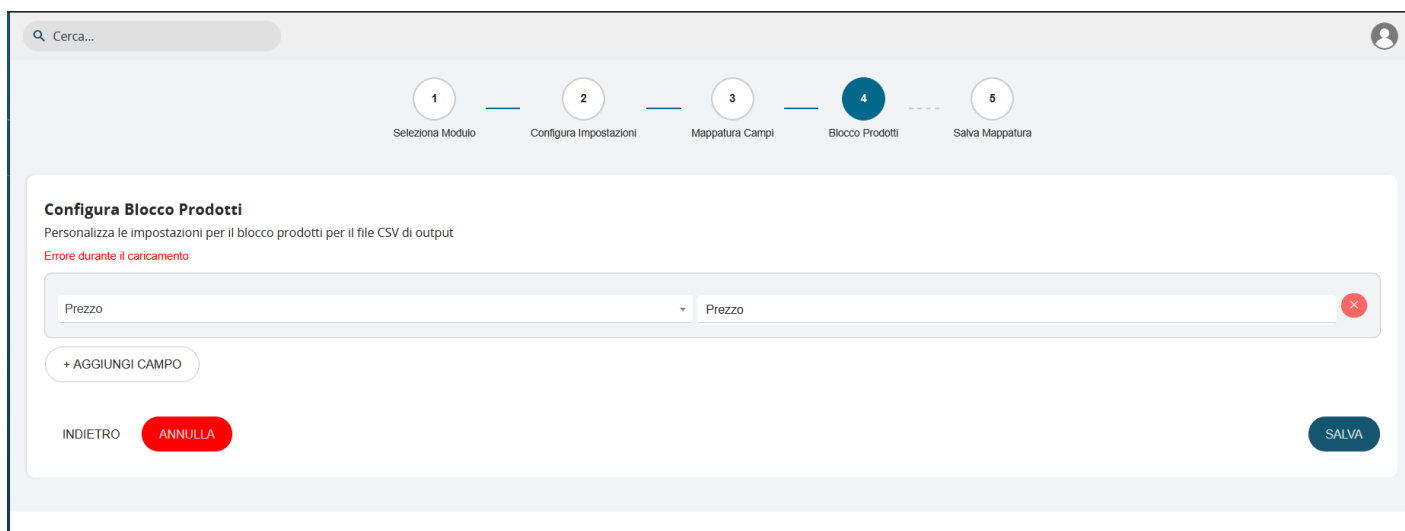 Cerca...
1
2
3
4
5
Seleziona Modulo
Configura Impostazioni
Mappatura Campi
Blocco Prodotti
Salva Mappatura
Configura Blocco Prodotti
Personalizza le impostazioni per il blocco prodotti per il file CSV di output
Errore durante il caricamento
Prezzo
Prezzo
+ AGGIUNGI CAMPO
INDIETRO
ANNULLA
SALVA